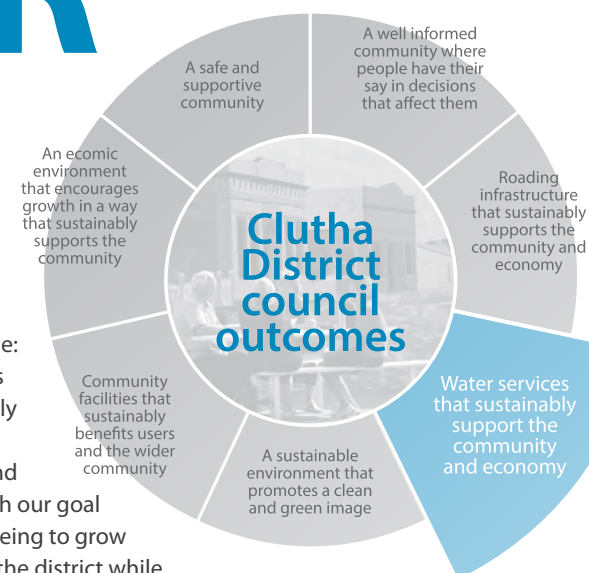 A safe and
supportive
community
A well informed
community where
people have their
say in decisions
that affect them
An ecomic
environment
that encourages
growth in a way
that sustainably
supports the
community
Roading
infrastructure
that sustainably
supports the
community and
economy
Clutha
District
council
outcomes
Water services
that sustainably
support the
community
and economy
Community
facilities that
sustainably
benefits users
and the wider
community
A sustainable
environment that
promotes a clean
and green image
our goal
to grow
the district while